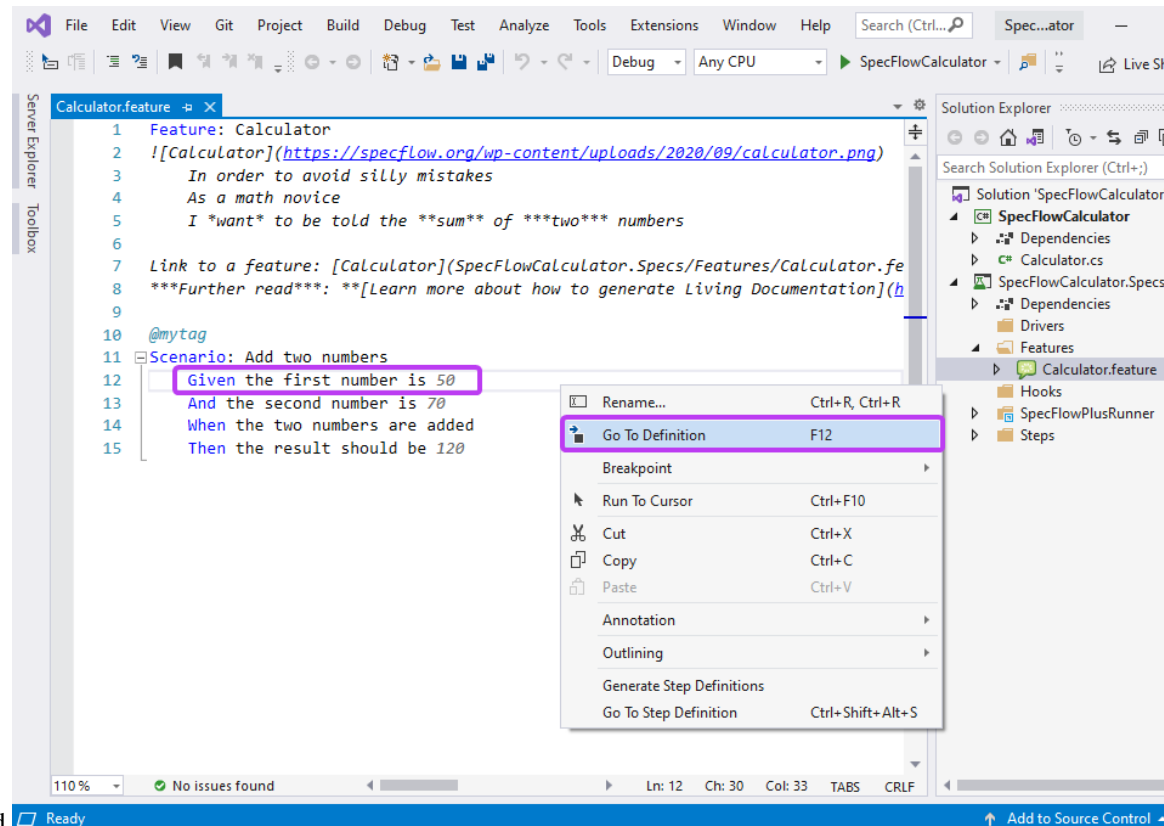 File Edit View Git Project Build Debug Test Analyze Tools Extensions Window Help Search (Ctrl... Spec...ator
Debug Any CPU SpecFlowCalculator Live Sh
Server Explorer
Toolbox
Calculator.feature
1 Feature: Calculator
2 ![Calculator](https://specflow.org/wp-content/uploads/2020/09/calculator.png)
3 In order to avoid silly mistakes
4 As a math novice
5 I *want* to be told the **sum** of ***two*** numbers
6
7 Link to a feature: [Calculator](SpecFlowCalculator.Specs/Features/Calculator.fe
8 ***Further read***: **[Learn more about how to generate Living Documentation](h
9
10 @mytag
11 Scenario: Add two numbers
12 Given the first number is 50
13 And the second number is 70
14 When the two numbers are added
15 Then the result should be 120
Rename... Ctrl+R, Ctrl+R
Go To Definition F12
Breakpoint
Run To Cursor Ctrl+F10
Cut Ctrl+X
Copy Ctrl+C
Paste Ctrl+V
Annotation
Outlining
Generate Step Definitions
Go To Step Definition Ctrl+Shift+Alt+S
Solution Explorer
Search Solution Explorer (Ctrl+;)
Solution 'SpecFlowCalculator
C# SpecFlowCalculator
Dependencies
C# Calculator.cs
SpecFlowCalculator.Specs
Dependencies
Drivers
Features
Calculator.feature
Hooks
SpecFlowPlusRunner
Steps
110 % No issues found Ln: 12 Ch: 30 Col: 33 TABS CRLF
Ready Add to Source Control